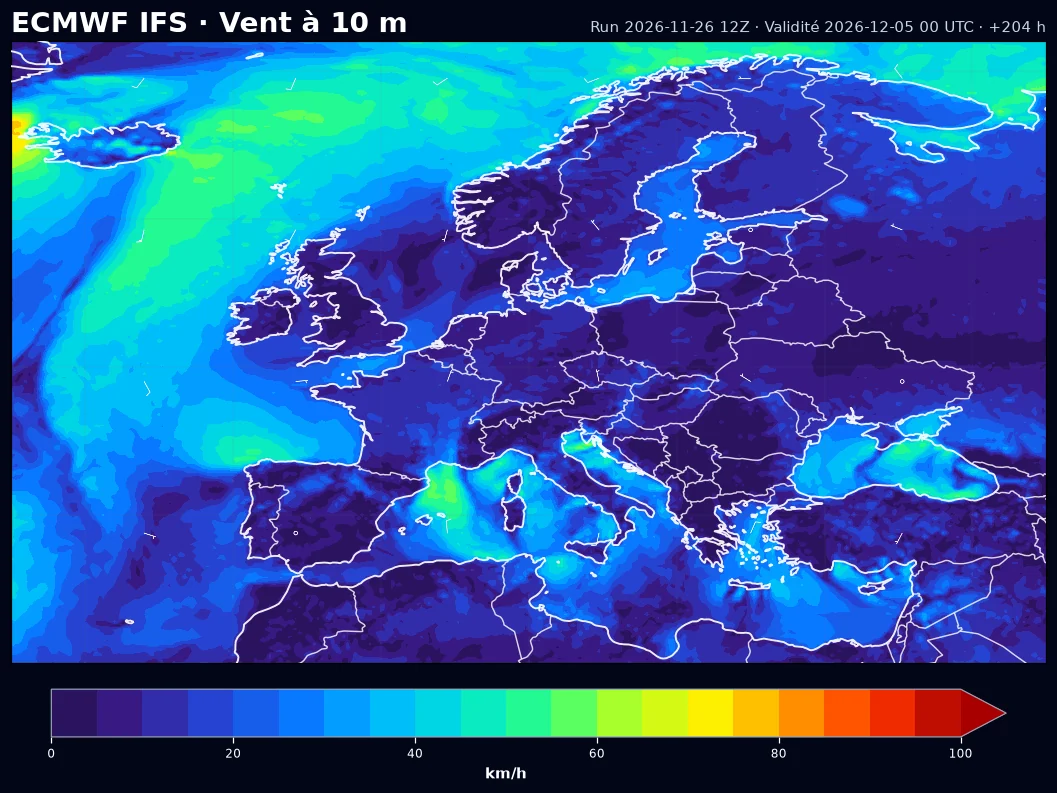 ECMWF IFS · Vent à 10 m
Run 2026-11-26 12Z · Validité 2026-12-05 00 UTC · +204 h
0 20 40 60 80 100
km/h